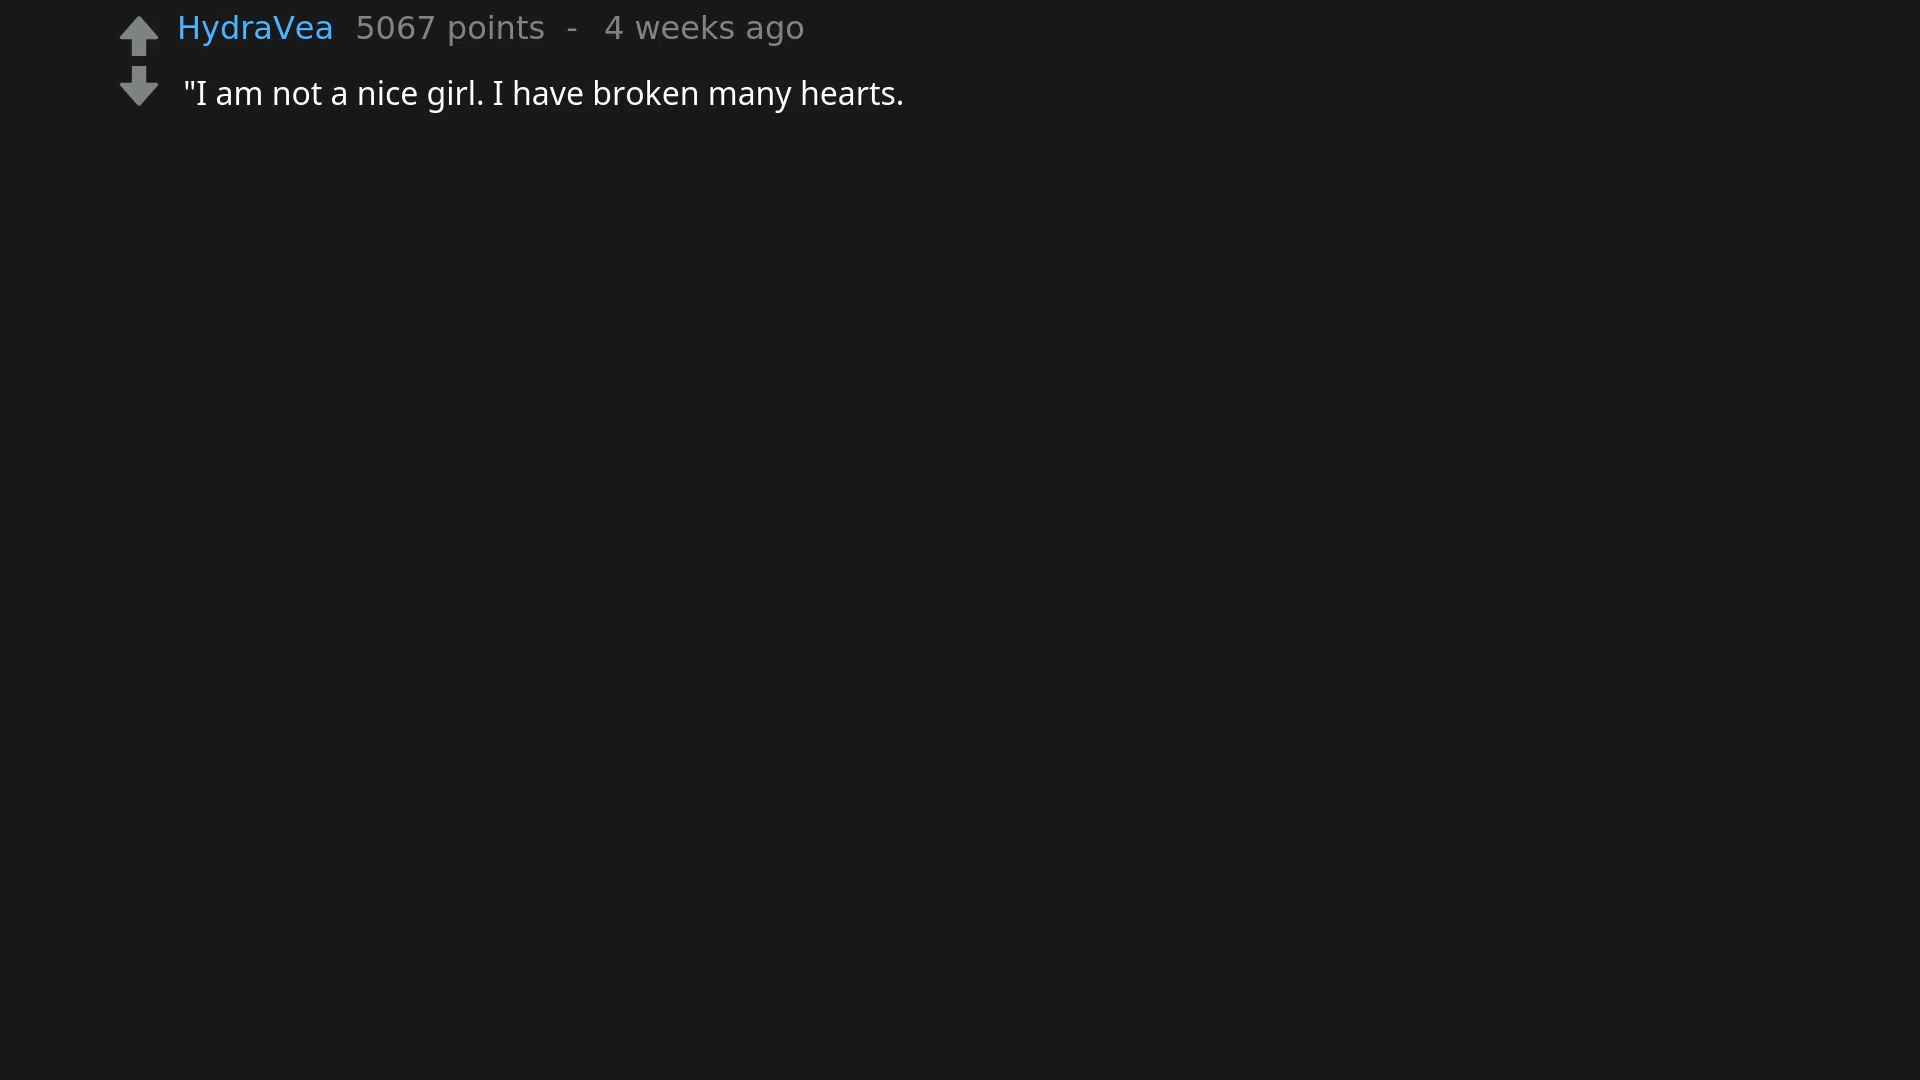 HydraVea 5067 points - 4 weeks ago
"I am not a nice girl. I have broken many hearts.